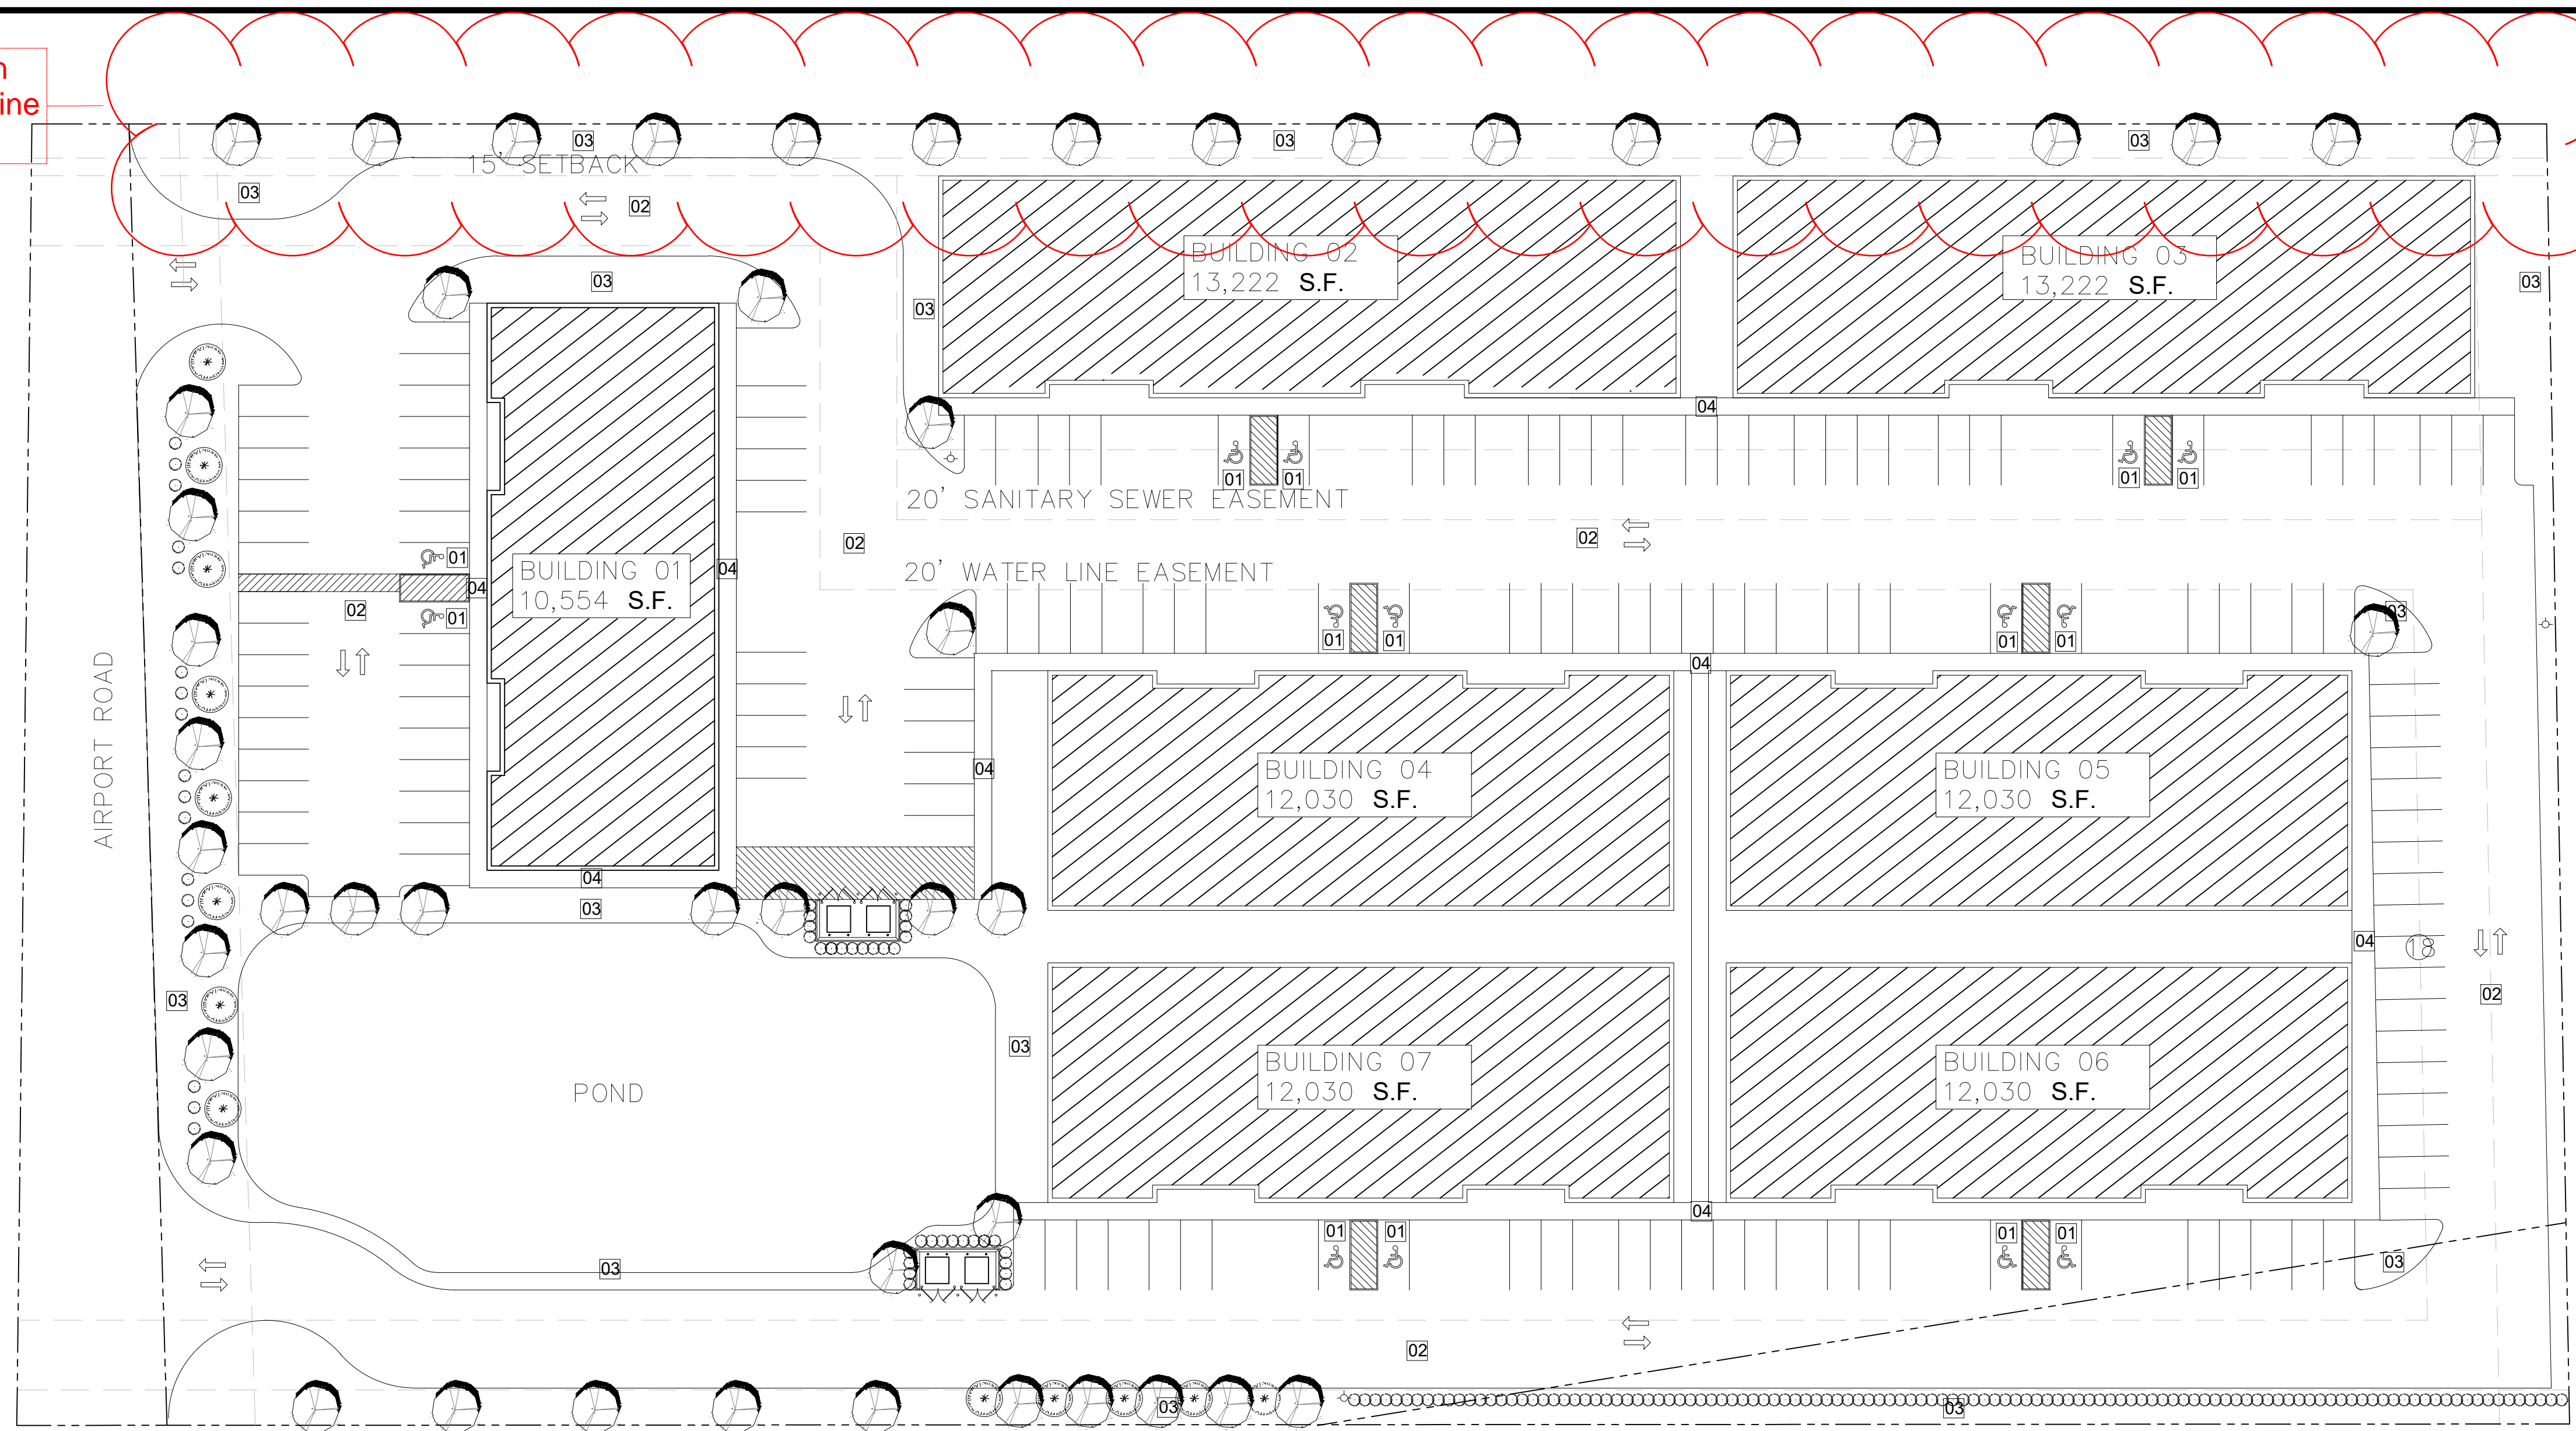 n
ine
03
03
03
15' SETBACK
03
02
BUILDING 02
13,222 S.F.
BUILDING 03
13,222 S.F.
03
03
03
04
01
01
01
01
20' SANITARY SEWER EASEMENT
02
02
20' WATER LINE EASEMENT
01
04
01
02
BUILDING 01
10,554 S.F.
04
01
01
01
01
03
04
AIRPORT ROAD
04
BUILDING 04
12,030 S.F.
BUILDING 05
12,030 S.F.
04
03
04
18
02
03
03
POND
BUILDING 07
12,030 S.F.
BUILDING 06
12,030 S.F.
04
01
01
01
01
03
03
02
03
03